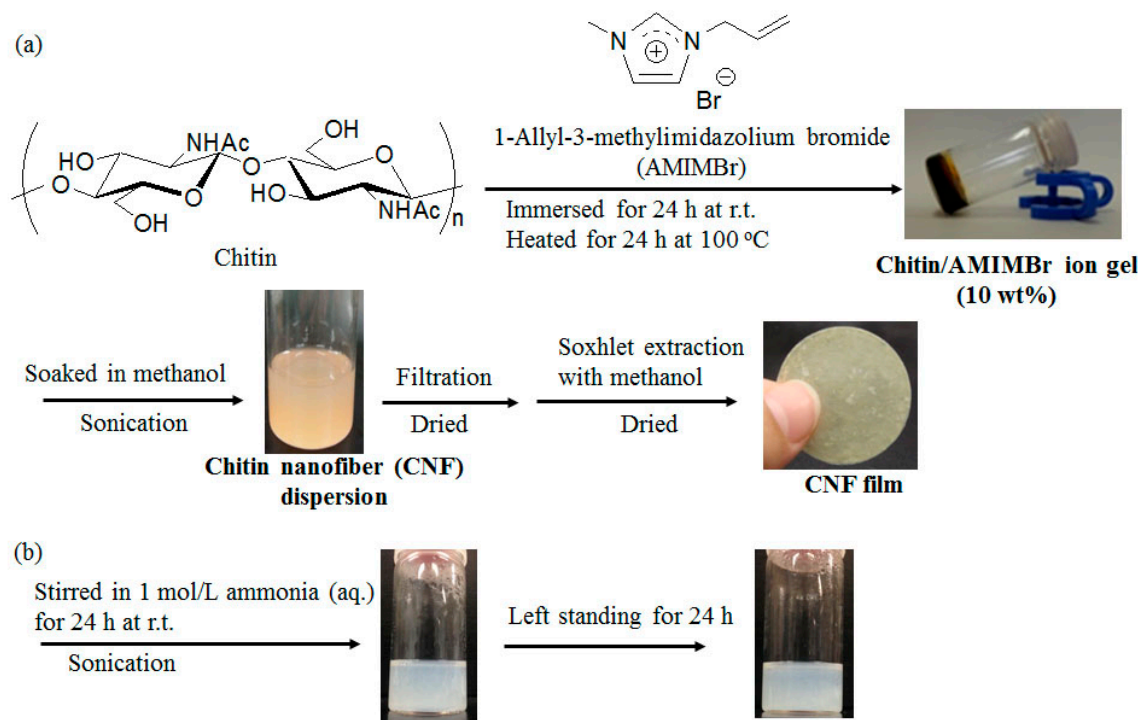 (a)
N
N
⊕
⊖
Br
NHAc
OH
HO
O
O
O
HO
O
OH
NHAc
n
Chitin
1-Allyl-3-methylimidazolium bromide
(AMIMBr)
Immersed for 24 h at r.t.
Heated for 24 h at 100 °C
Chitin/AMIMBr ion gel
(10 wt%)
Soaked in methanol
Sonication
Chitin nanofiber (CNF)
dispersion
Filtration
Dried
Soxhlet extraction
with methanol
Dried
CNF film
(b)
Stirred in 1 mol/L ammonia (aq.)
for 24 h at r.t.
Sonication
Left standing for 24 h